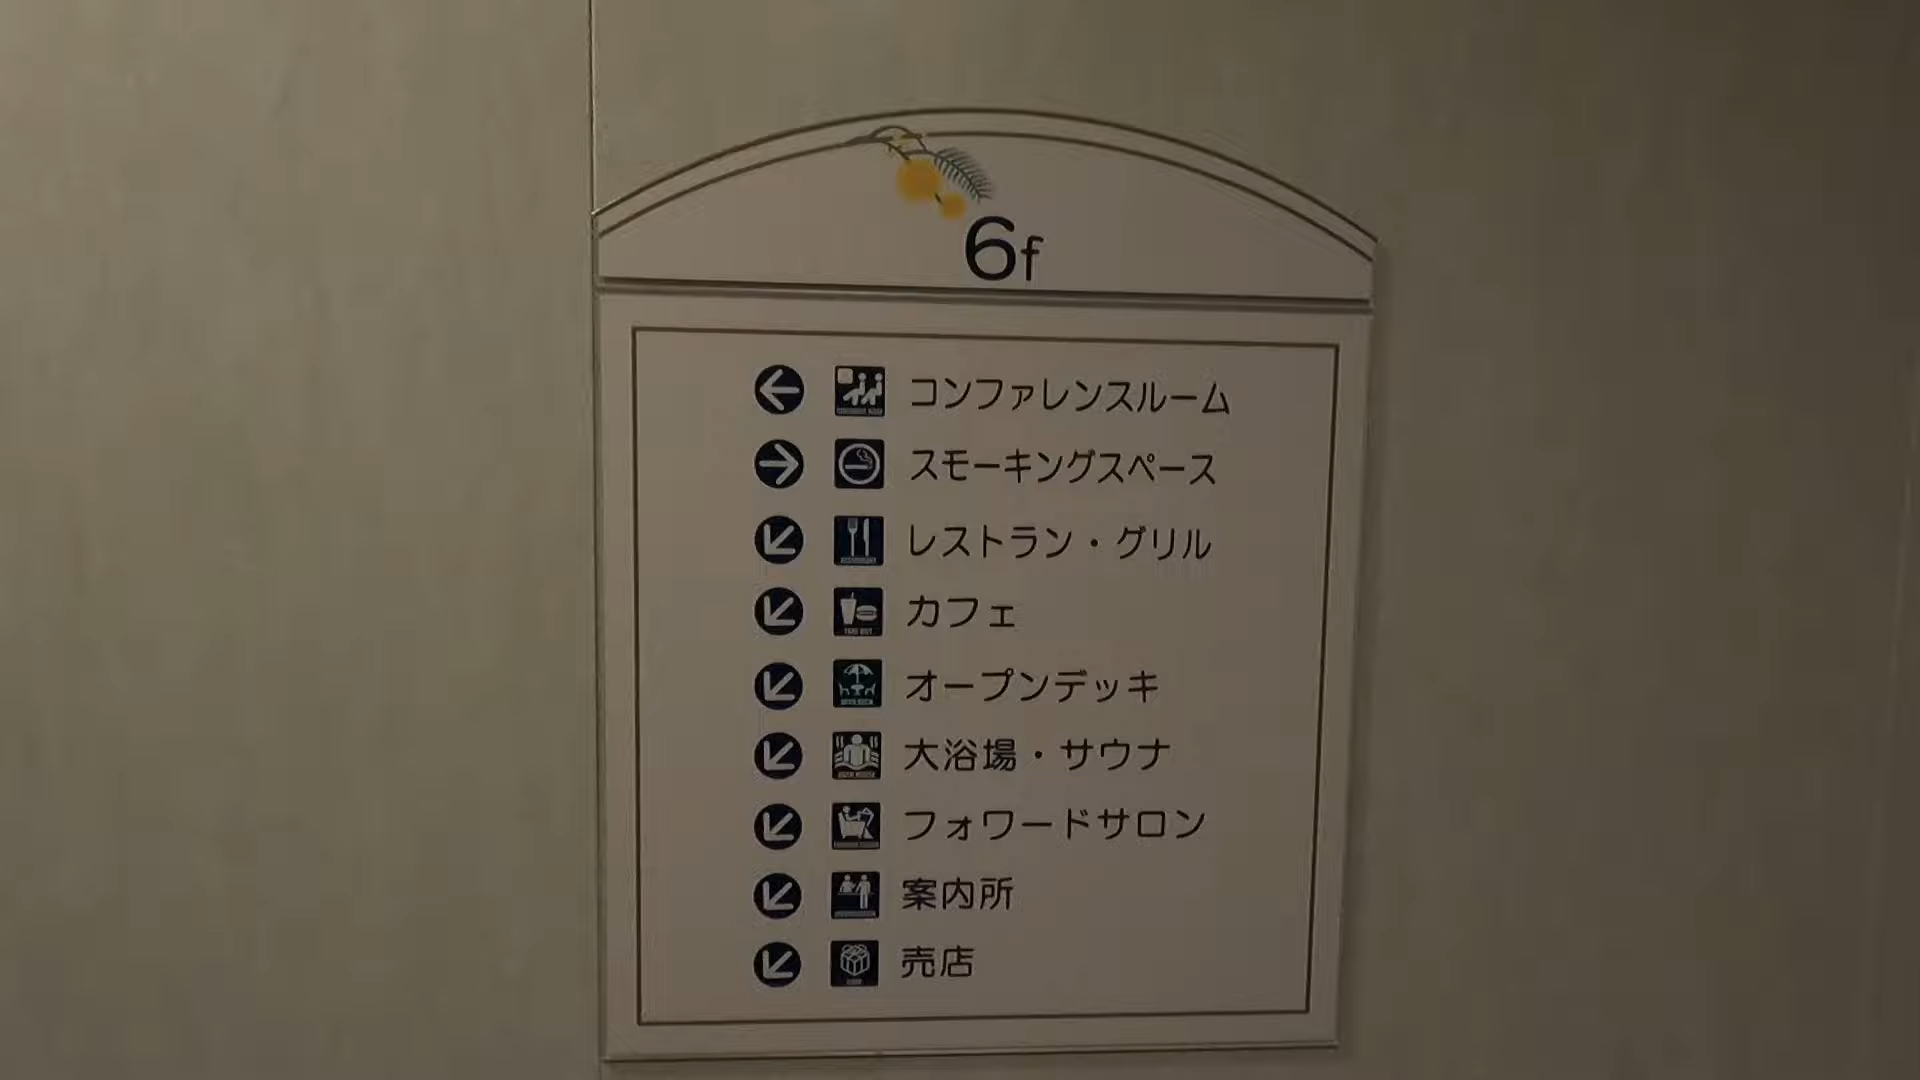 6f
コンファレンスルーム
スモーキングスペース
レストラン・グリル
カフェ
オープンデッキ
大浴場・サウナ
フォワードサロン
案内所
売店